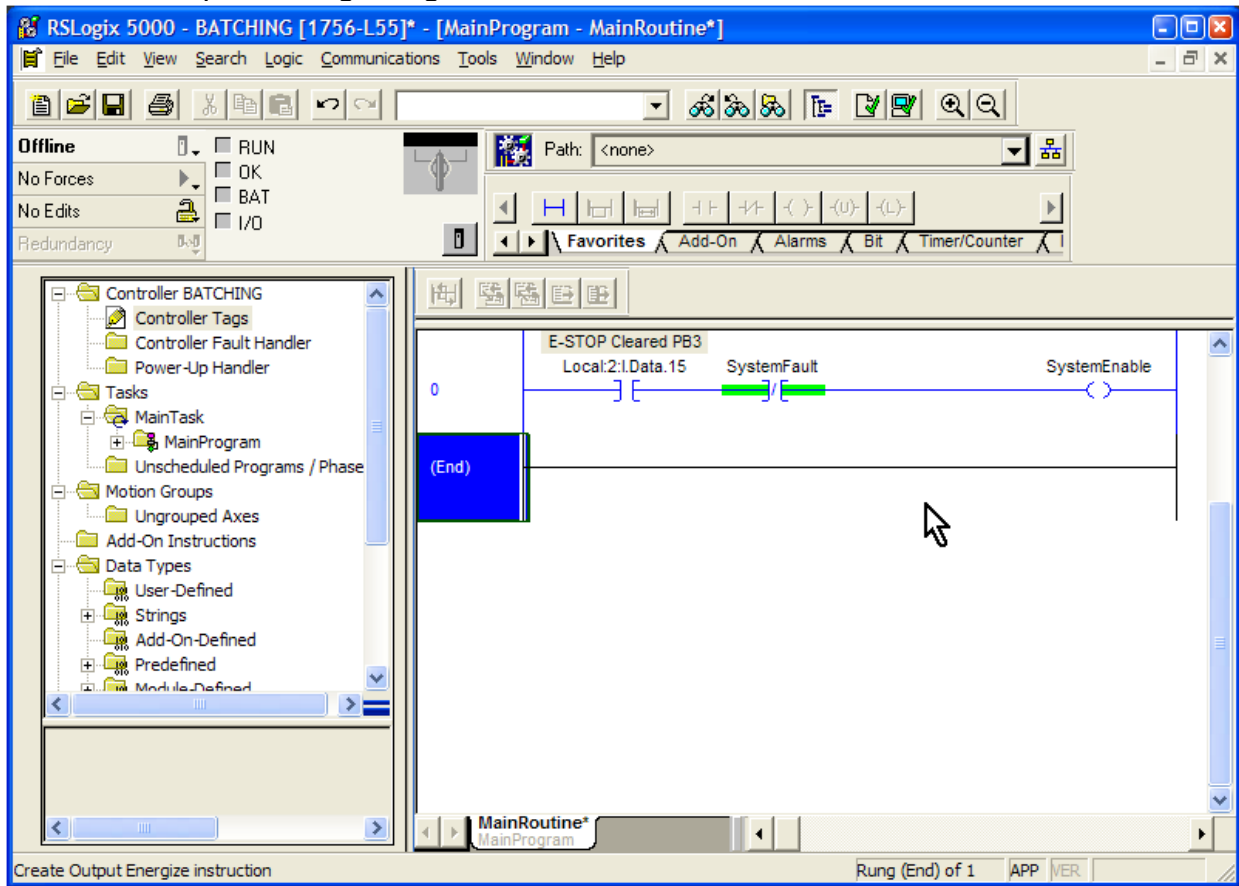 RSLogix 5000 - BATCHING [1756-L55]* - [MainProgram - MainRoutine*]
File Edit View Search Logic Communications Tools Window Help
Offline
RUN
No Forces
OK
No Edits
BAT
Redundancy
I/O
Path: <none>
Favorites Add-On Alarms Bit Timer/Counter
Controller BATCHING
Controller Tags
Controller Fault Handler
Power-Up Handler
Tasks
MainTask
MainProgram
Unscheduled Programs / Phase
Motion Groups
Ungrouped Axes
Add-On Instructions
Data Types
User-Defined
Strings
Add-On-Defined
Predefined
Module-Defined
E-STOP Cleared PB3
Local:2:I.Data.15 SystemFault SystemEnable
0
(End)
MainRoutine*
MainProgram
Create Output Energize instruction
Rung (End) of 1 APP VER